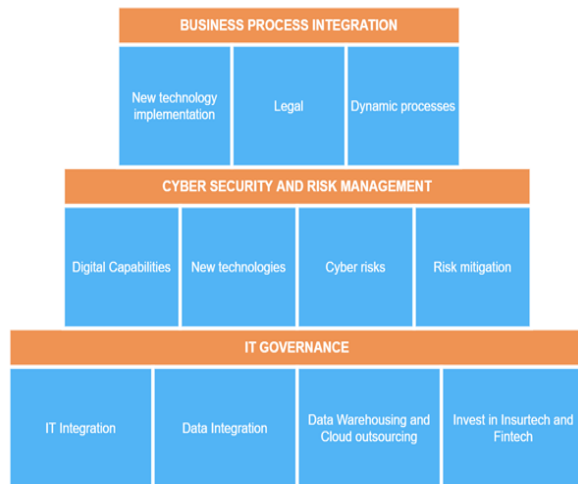 BUSINESS PROCESS INTEGRATION
New technology
implementation
Legal
Dynamic processes
CYBER SECURITY AND RISK MANAGEMENT
Digital Capabilities
New technologies
Cyber risks
Risk mitigation
IT GOVERNANCE
IT Integration
Data Integration
Data Warehousing and
Cloud outsourcing
Invest in Insurtech and
Fintech